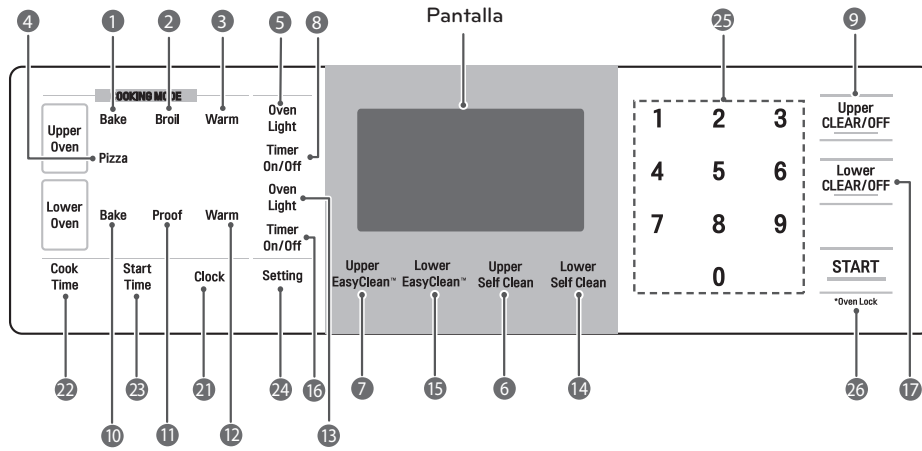 Pantalla
4 1 2 3 5 8 25 9
COOKING MODE
Upper
Oven
Bake Broil Warm
Pizza
Oven
Light
Timer
On/Off
Lower
Oven
Bake Proof Warm
Oven
Light
Timer
On/Off
Cook
Time
Start
Time
Clock
Setting
Upper
EasyClean™
Lower
EasyClean™
Upper
Self Clean
Lower
Self Clean
1 2 3
4 5 6
7 8 9
0
Upper
CLEAR/OFF
Lower
CLEAR/OFF
START
*Oven Lock
22 23 21 24 16 7 15 6 14 26 17
10 11 12 13